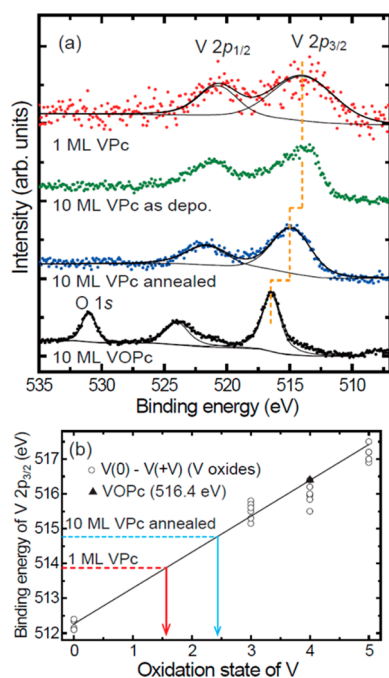 (a)
V 2p1/2
V 2p3/2
1 ML VPc
10 ML VPc as depo.
10 ML VPc annealed
O 1s
10 ML VOPc
Intensity (arb. units)
535 530 525 520 515 510
Binding energy (eV)
(b)
○ V(0) - V(+V) (V oxides)
▲ VOPc (516.4 eV)
10 ML VPc annealed
1 ML VPc
Binding energy of V 2p3/2 (eV)
517
516
515
514
513
512
0 1 2 3 4 5
Oxidation state of V